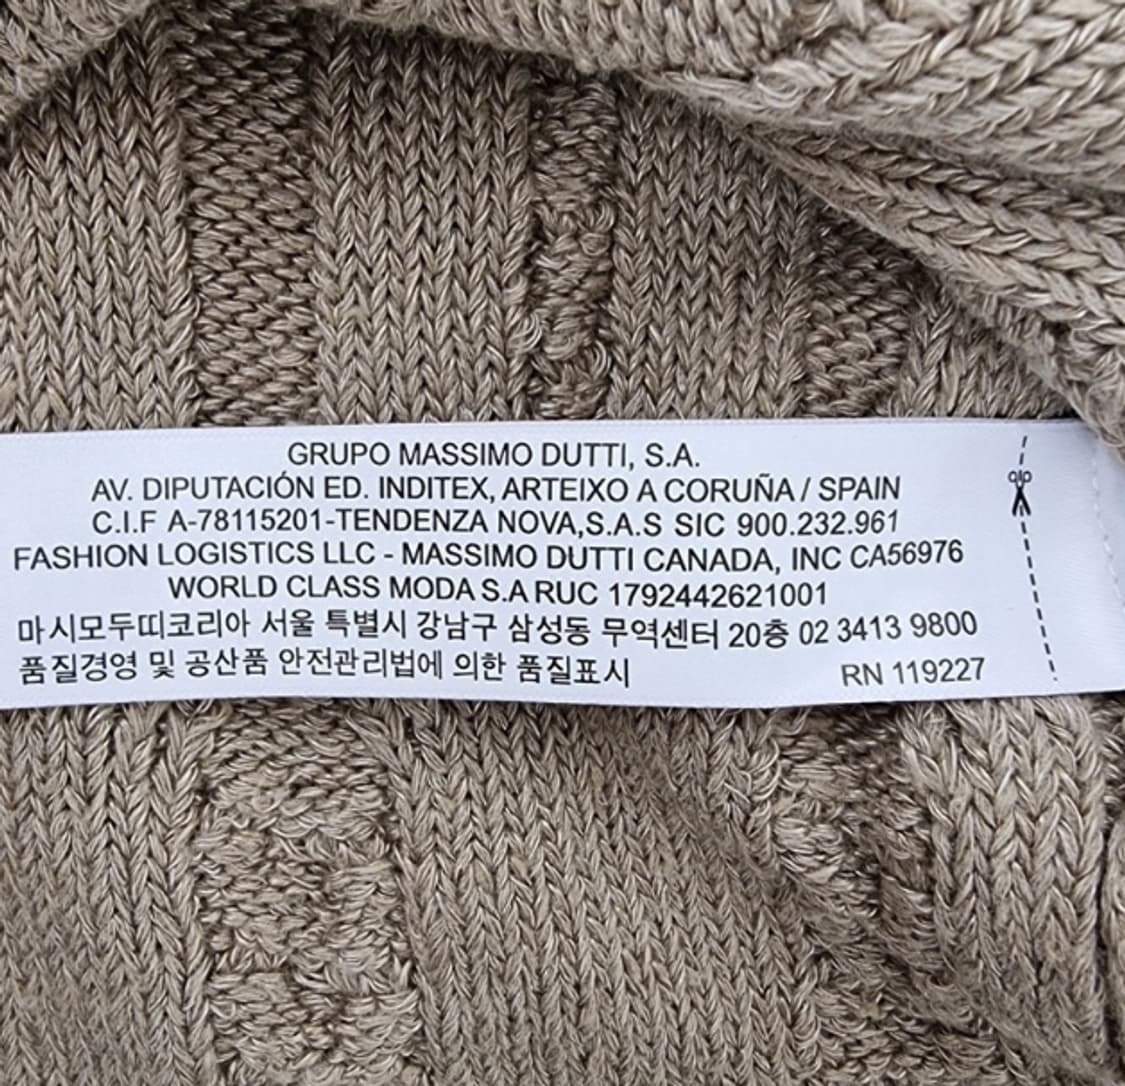 GRUPO MASSIMO DUTTI, S.A.
AV. DIPUTACIÓN ED. INDITEX, ARTEIXO A CORUÑA / SPAIN
C.I.F A-78115201-TENDENZA NOVA,S.A.S SIC 900.232.961
FASHION LOGISTICS LLC - MASSIMO DUTTI CANADA, INC CA56976
WORLD CLASS MODA S.A RUC 1792442621001
마시모두띠코리아 서울 특별시 강남구 삼성동 무역센터 20층 02 3413 9800
품질경영 및 공산품 안전관리법에 의한 품질표시 RN 119227